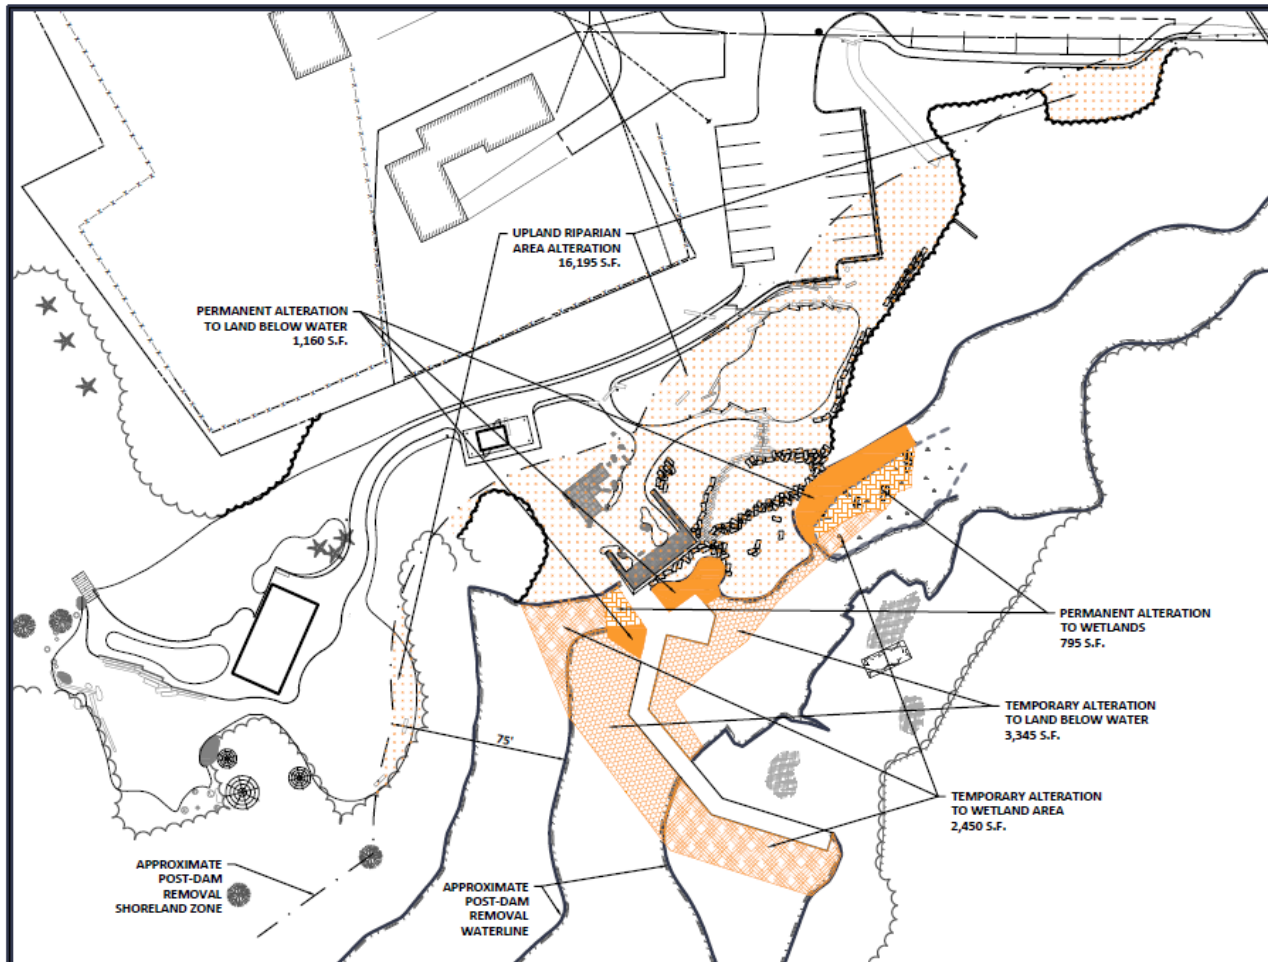 UPLAND RIPARIAN
AREA ALTERATION
16,195 S.F.
PERMANENT ALTERATION
TO LAND BELOW WATER
1,160 S.F.
PERMANENT ALTERATION
TO WETLANDS
795 S.F.
TEMPORARY ALTERATION
TO LAND BELOW WATER
3,345 S.F.
75'
TEMPORARY ALTERATION
TO WETLAND AREA
2,450 S.F.
APPROXIMATE
POST-DAM
REMOVAL
SHORELAND ZONE
APPROXIMATE
POST-DAM
REMOVAL
WATERLINE